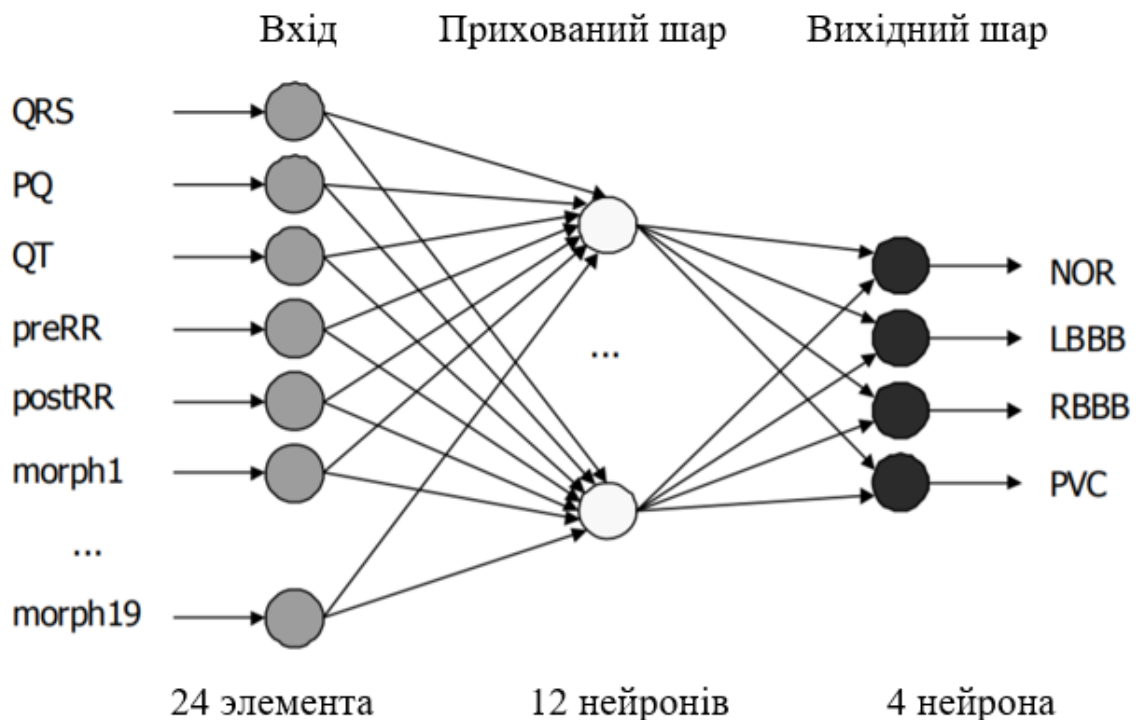 Вхід Прихований шар Вихідний шар
QRS
PQ
QT
preRR
postRR
morph1
...
morph19
...
NOR
LBBB
RBBB
PVC
24 элемента 12 нейронів 4 нейрона